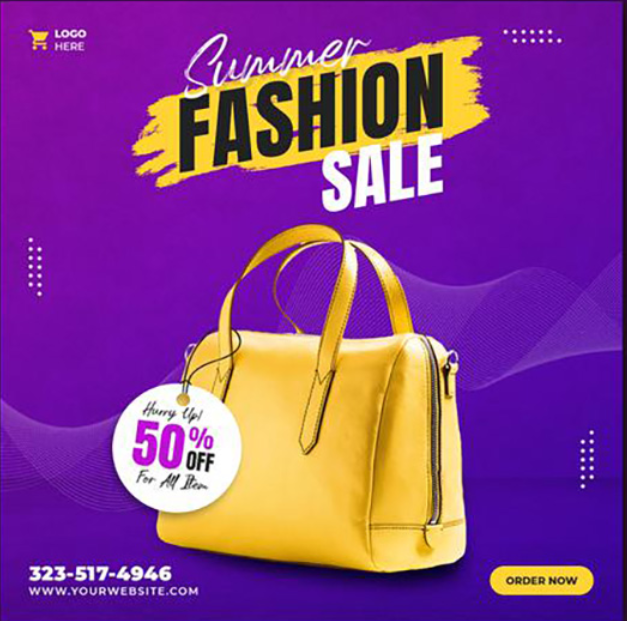 LOGO
HERE
Summer
FASHION
SALE
Hurry Up!
50%
OFF
For All Item
323-517-4946
WWW.YOURWEBSITE.COM
ORDER NOW